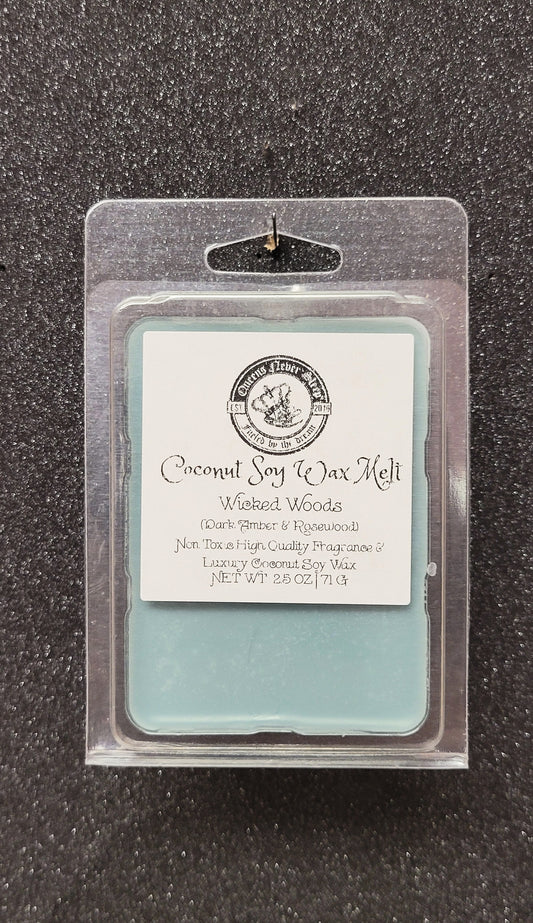 Queens Never Sleep
EST. 2016
Fueled by the dream
Coconut Soy Wax Melt
Wicked Woods
(Dark Amber & Rosewood)
Non Toxic High Quality Fragrance &
Luxury Coconut Soy Wax
NET WT 2.5 OZ | 71 G